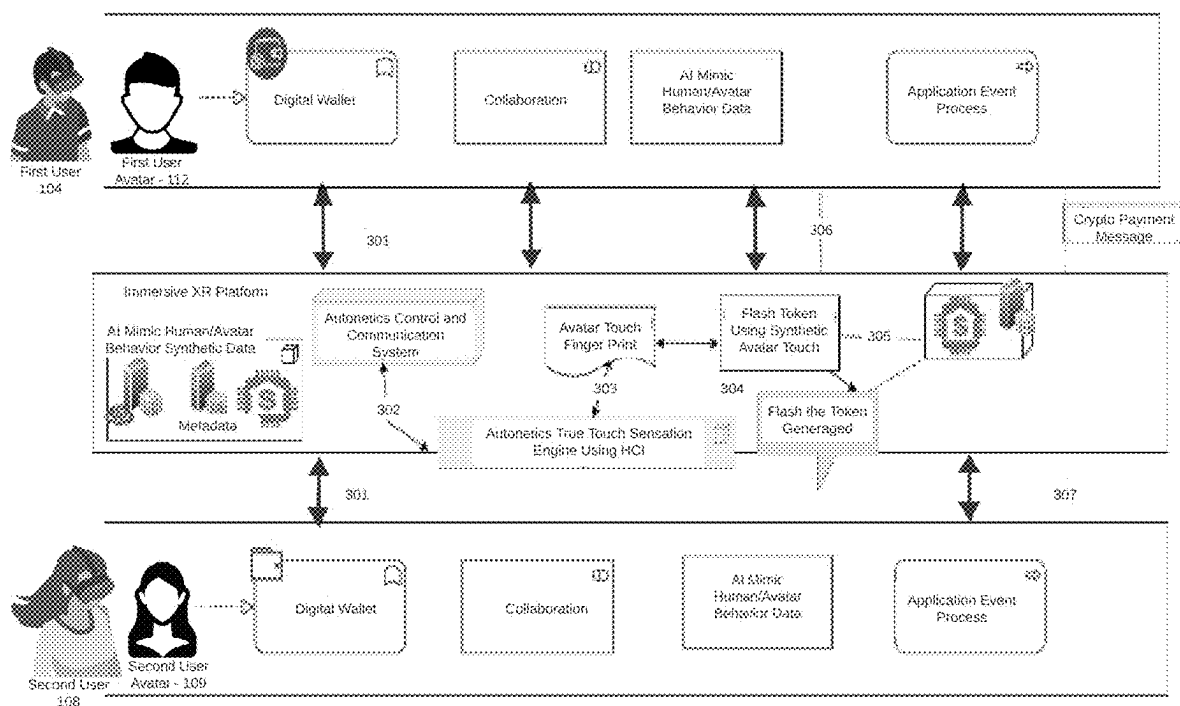 Digital Wallet
Collaboration
AI Mimic
Human/Avatar
Behavior Data
Application Event
Process
First User
104
First User
Avatar - 112
301
306
Crypto Payment
Message
Immersive XR Platform
AI Mimic Human/Avatar
Behavior Synthetic Data
Metadata
$
Autonetics Control and
Communication
System
302
Avatar Touch
Finger Print
303
Autonetics True Touch Sensation
Engine Using HCI
Flash Token
Using Synthetic
Avatar Touch
304
305
$
Flash the Token
Generaged
301
307
Digital Wallet
Collaboration
AI Mimic
Human/Avatar
Behavior Data
Application Event
Process
Second User
108
Second User
Avatar - 109